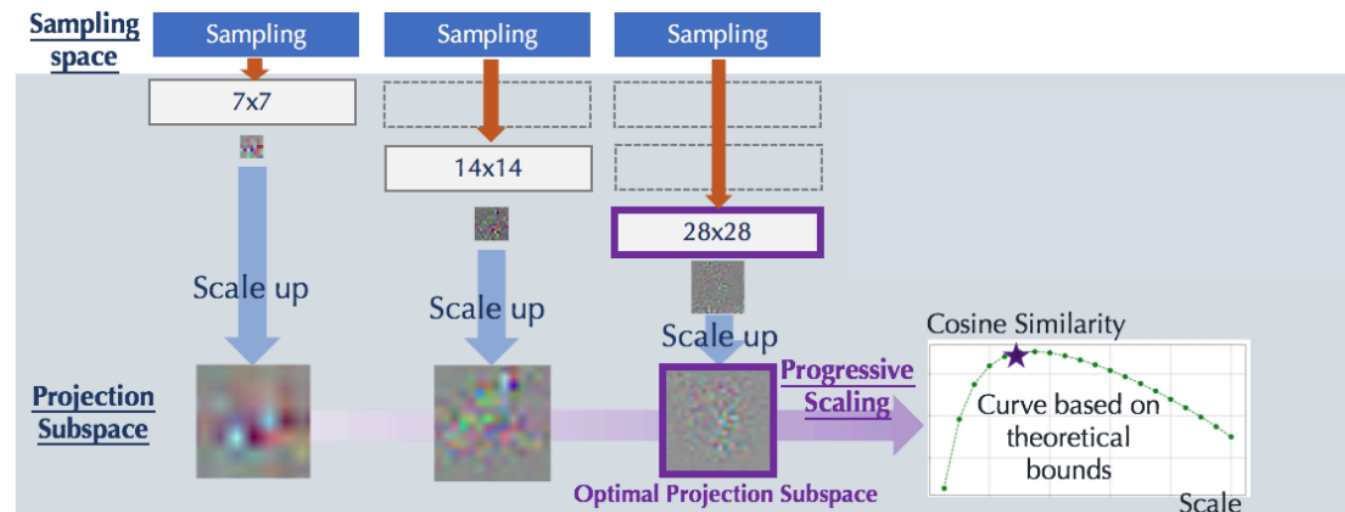 Sampling
space
Sampling
Sampling
Sampling
7x7
14x14
28x28
Scale up
Scale up
Scale up
Projection
Subspace
Progressive
Scaling
Optimal Projection Subspace
Cosine Similarity
Curve based on
theoretical
bounds
Scale